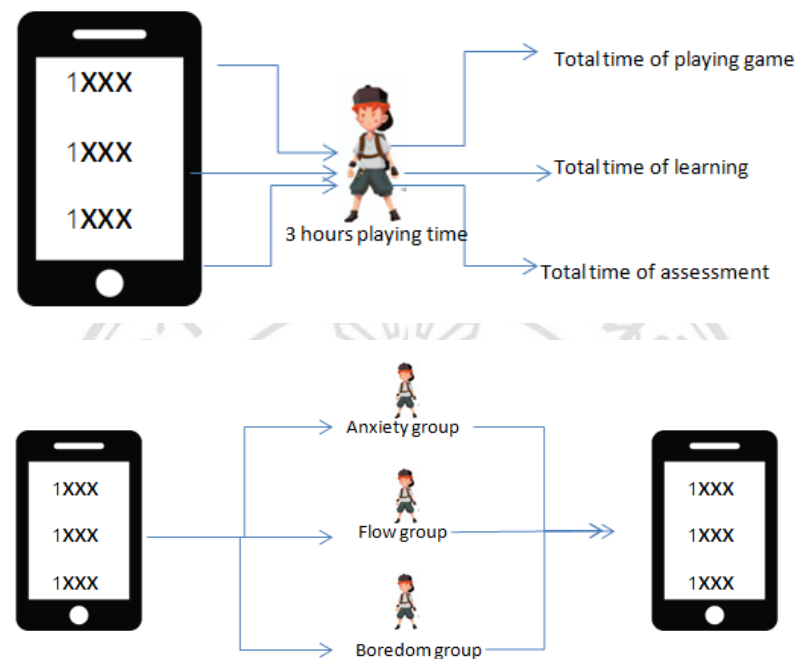 1XXX
1XXX
1XXX
3 hours playing time
Total time of playing game
Total time of learning
Total time of assessment
1XXX
1XXX
1XXX
Anxiety group
Flow group
Boredom group
1XXX
1XXX
1XXX